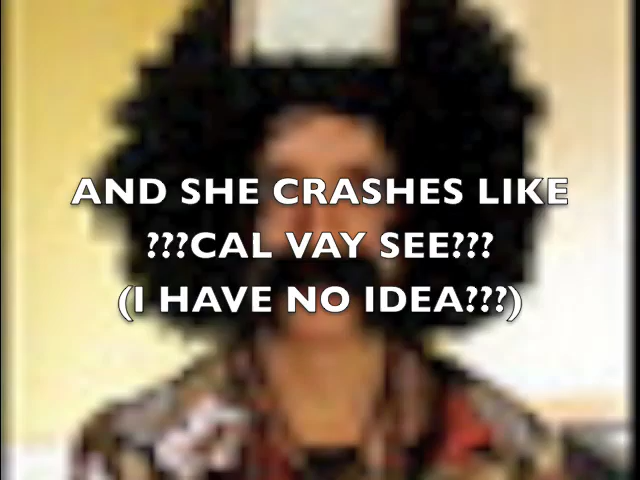 AND SHE CRASHES LIKE
???CAL VAY SEE???
(I HAVE NO IDEA???)